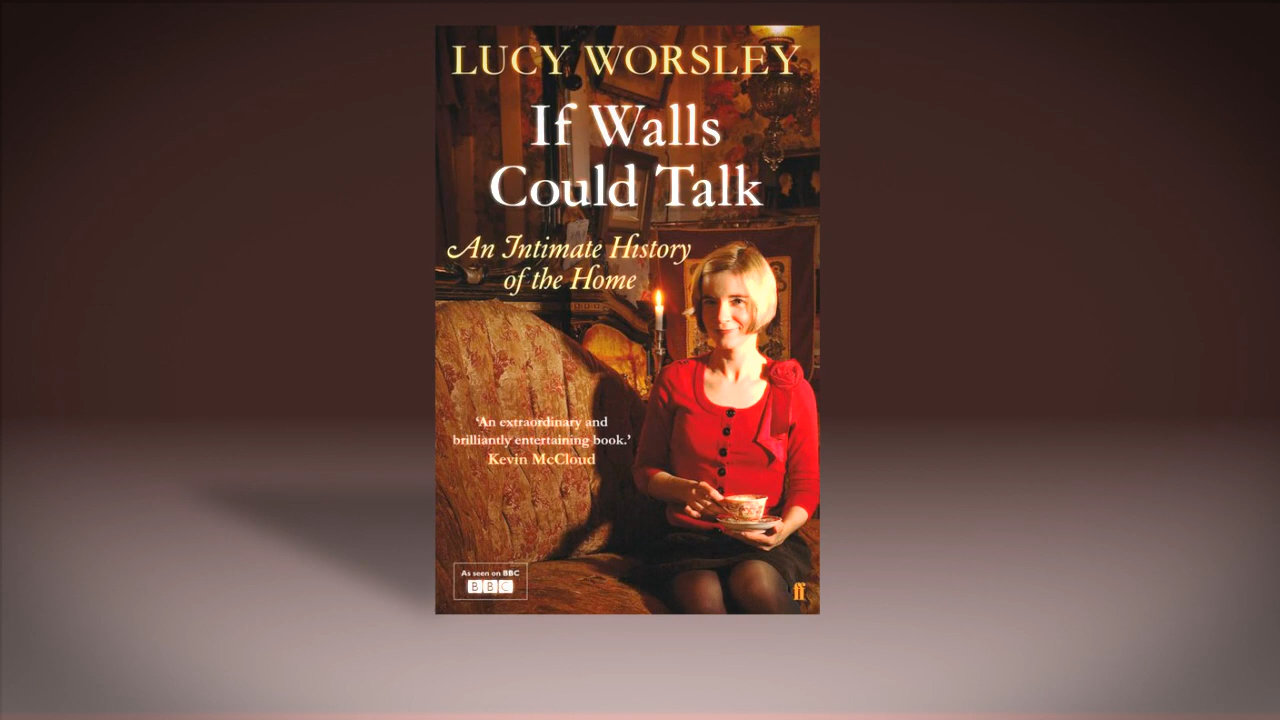 LUCY WORSLEY
If Walls
Could Talk
An Intimate History
of the Home
‘An extraordinary and
brilliantly entertaining book.’
Kevin McCloud
As seen on BBC
BBC
ff